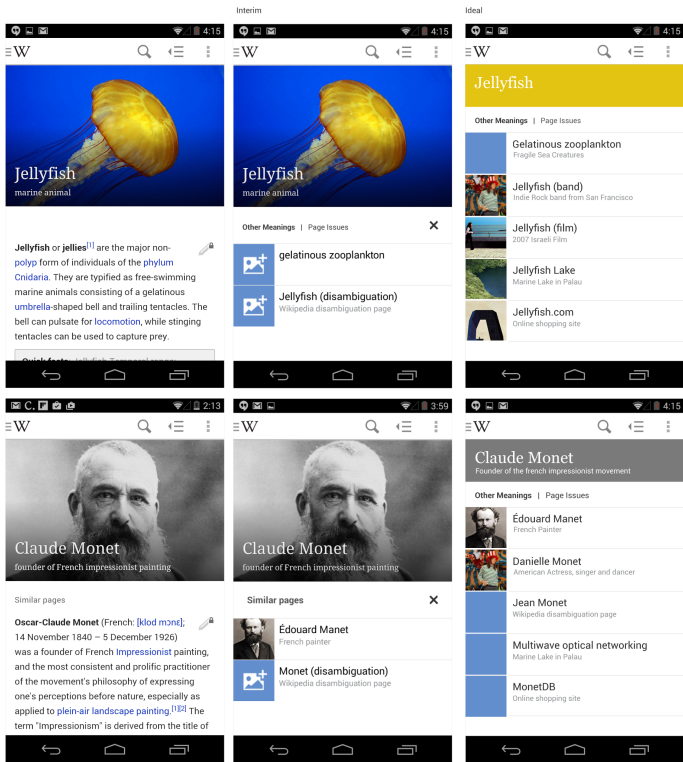 Interim
Ideal
4:15
W
Jellyfish
marine animal
Jellyfish or jellies[1] are the major non-
polyp form of individuals of the phylum
Cnidaria. They are typified as free-swimming
marine animals consisting of a gelatinous
umbrella-shaped bell and trailing tentacles. The
bell can pulsate for locomotion, while stinging
tentacles can be used to capture prey.
4:15
W
Jellyfish
marine animal
Other Meanings | Page Issues
gelatinous zooplankton
Jellyfish (disambiguation)
Wikipedia disambiguation page
4:15
W
Jellyfish
Other Meanings | Page Issues
Gelatinous zooplankton
Fragile Sea Creatures
Jellyfish (band)
Indie Rock band from San Francisco
Jellyfish (film)
2007 Israeli Film
Jellyfish Lake
Marine Lake in Palau
Jellyfish.com
Online shopping site
C. 2:13
W
Claude Monet
founder of French impressionist painting
Similar pages
Oscar-Claude Monet (French: [klod mɔnɛ];
14 November 1840 – 5 December 1926)
was a founder of French Impressionist painting,
and the most consistent and prolific practitioner
of the movement's philosophy of expressing
one's perceptions before nature, especially as
applied to plein-air landscape painting.[1][2] The
term "Impressionism" is derived from the title of
3:59
W
Claude Monet
founder of French impressionist painting
Similar pages
Édouard Manet
French painter
Monet (disambiguation)
Wikipedia disambiguation page
4:15
W
Claude Monet
Founder of the french impressionist movement
Other Meanings | Page Issues
Édouard Manet
French Painter
Danielle Monet
American Actress, singer and dancer
Jean Monet
Wikipedia disambiguation page
Multiwave optical networking
Marine Lake in Palau
MonetDB
Online shopping site